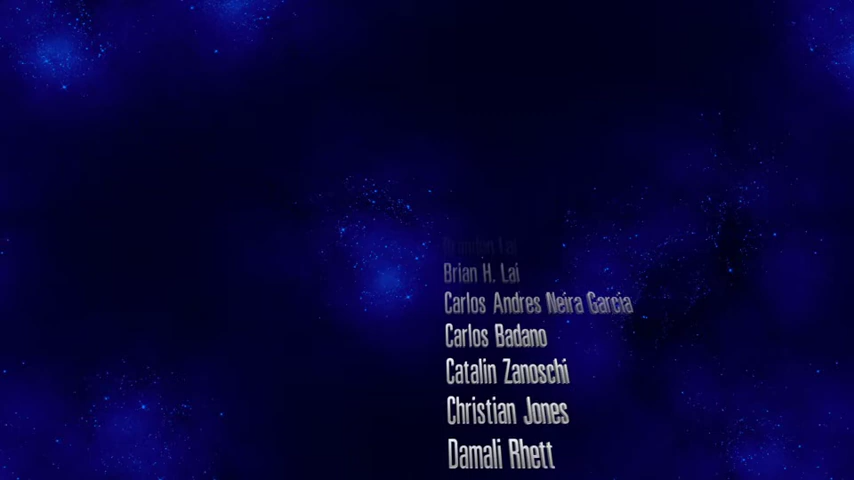 Brian H. Lai
Carlos Andres Neira Garcia
Carlos Badano
Catalin Zanoschi
Christian Jones
Damali Rhett